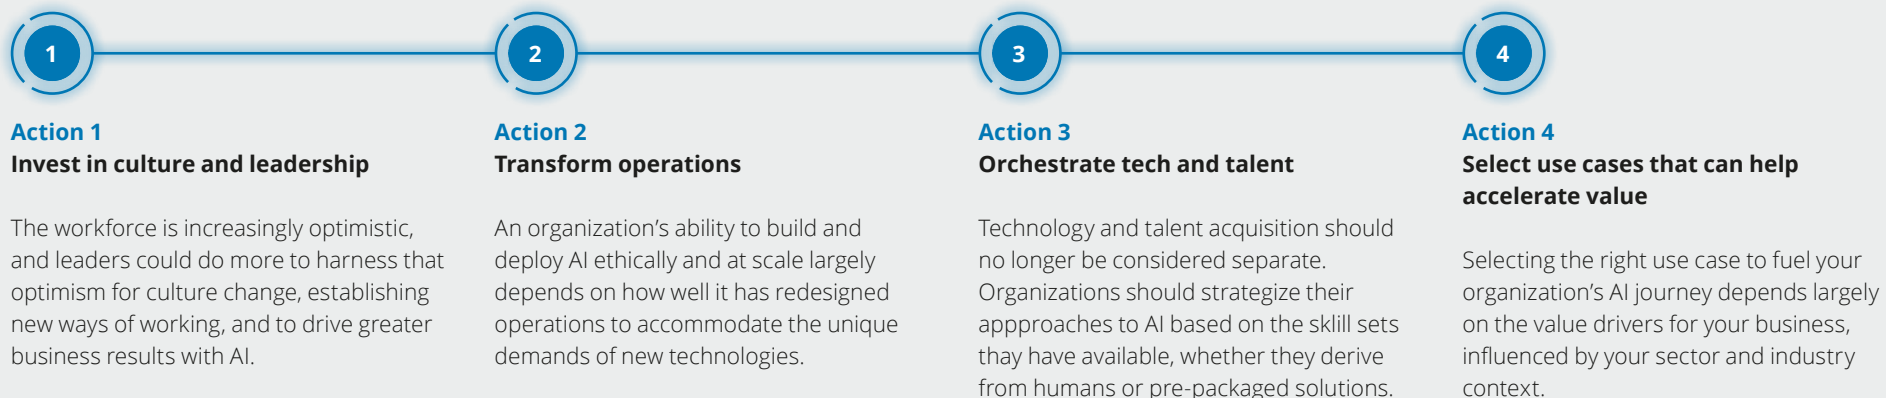 1
2
3
4
Action 1
Invest in culture and leadership
The workforce is increasingly optimistic,
and leaders could do more to harness that
optimism for culture change, establishing
new ways of working, and to drive greater
business results with AI.
Action 2
Transform operations
An organization’s ability to build and
deploy AI ethically and at scale largely
depends on how well it has redesigned
operations to accommodate the unique
demands of new technologies.
Action 3
Orchestrate tech and talent
Technology and talent acquisition should
no longer be considered separate.
Organizations should strategize their
appproaches to AI based on the sklill sets
thay have available, whether they derive
from humans or pre-packaged solutions.
Action 4
Select use cases that can help
accelerate value
Selecting the right use case to fuel your
organization’s AI journey depends largely
on the value drivers for your business,
influenced by your sector and industry
context.